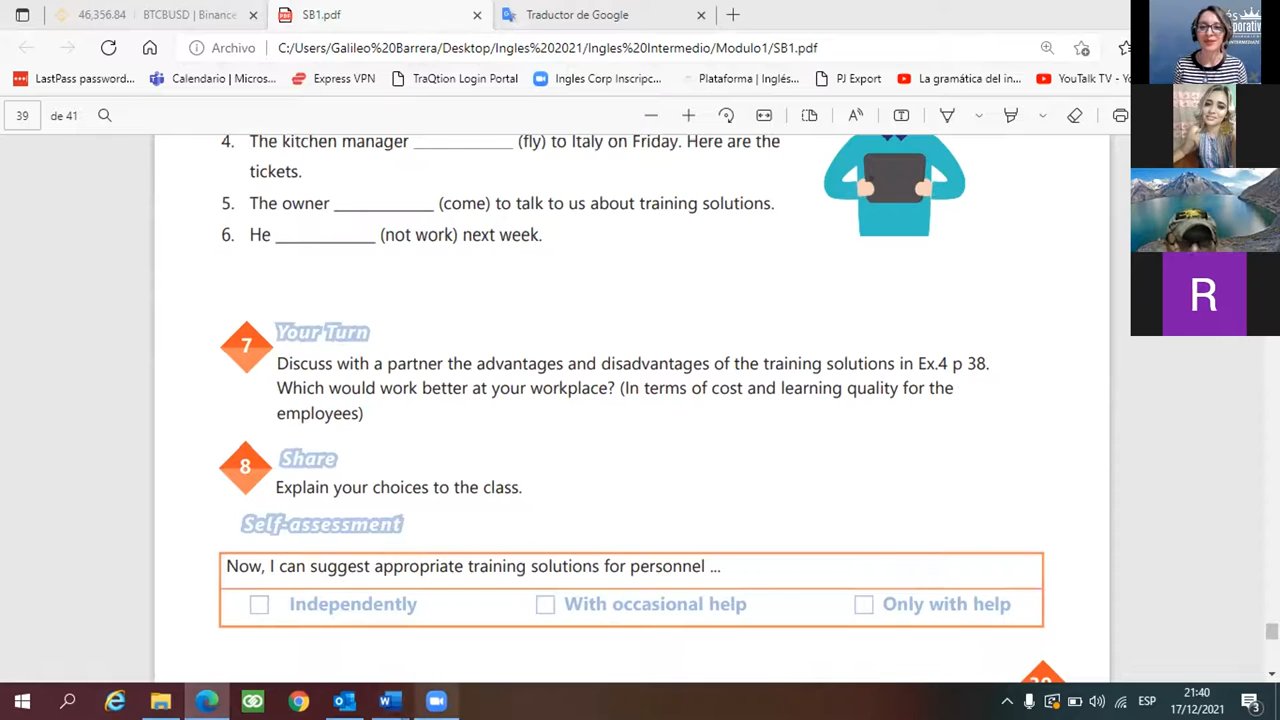 46,356.84 BTCBUSD | Binance
SB1.pdf
Traductor de Google
Archivo C:/Users/Galileo%20Barrera/Desktop/Ingles%202021/Ingles%20Intermedio/Modulo1/SB1.pdf
LastPass password... Calendario | Micros... Express VPN TraQtion Login Portal Ingles Corp Inscripc... Plataforma | Inglés... PJ Export La gramática del in... YouTalk TV - Yo
39 de 41
4. The kitchen manager __________ (fly) to Italy on Friday. Here are the
tickets.
5. The owner __________ (come) to talk to us about training solutions.
6. He __________ (not work) next week.
7 Your Turn
Discuss with a partner the advantages and disadvantages of the training solutions in Ex.4 p 38.
Which would work better at your workplace? (In terms of cost and learning quality for the
employees)
8 Share
Explain your choices to the class.
Self-assessment
Now, I can suggest appropriate training solutions for personnel ...
Independently With occasional help Only with help
R
ESP
21:40
17/12/2021
3